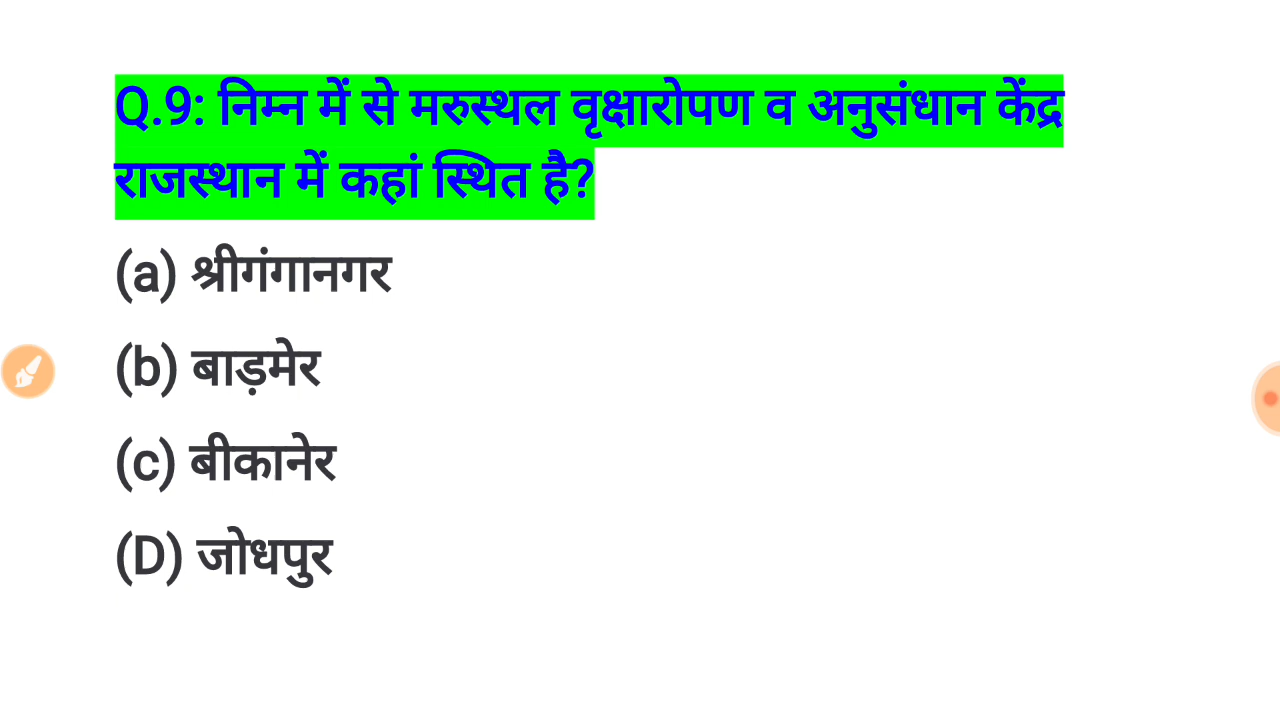 Q.9: निम्न में से मरुस्थल वृक्षारोपण व अनुसंधान केंद्र
राजस्थान में कहां स्थित है?
(a) श्रीगंगानगर
(b) बाड़मेर
(c) बीकानेर
(D) जोधपुर